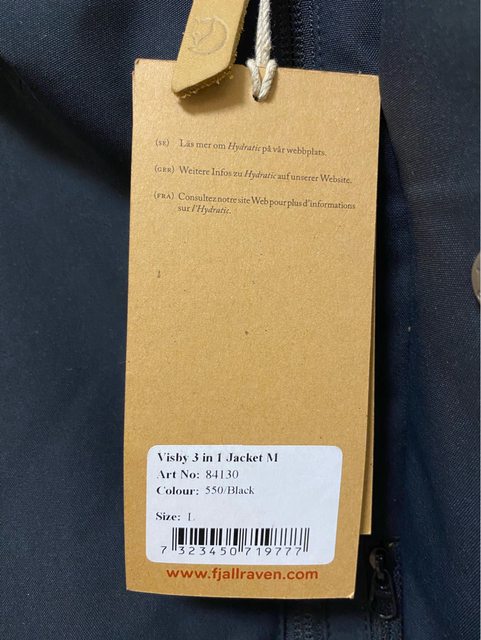 (SE) Läs mer om Hydratic på vår webbplats.
(GER) Weitere Infos zu Hydratic auf unserer Website.
(FRA) Consultez notre site Web pour plus d'informations
sur l'Hydratic.
Visby 3 in 1 Jacket M
Art No: 84130
Colour: 550/Black
Size: L
7 323450 719777
www.fjallraven.com